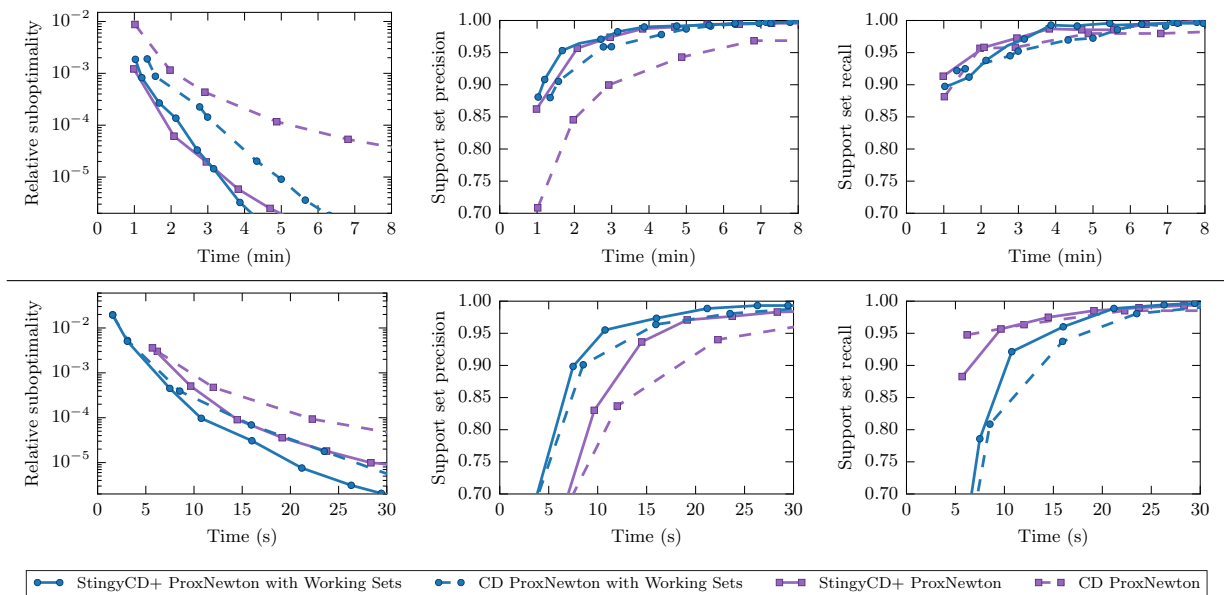 Relative suboptimality
10⁻²
10⁻³
10⁻⁴
10⁻⁵
0 1 2 3 4 5 6 7 8
Time (min)
Support set precision
1.00
0.95
0.90
0.85
0.80
0.75
0.70
0 1 2 3 4 5 6 7 8
Time (min)
Support set recall
1.00
0.95
0.90
0.85
0.80
0.75
0.70
0 1 2 3 4 5 6 7 8
Time (min)
Relative suboptimality
10⁻²
10⁻³
10⁻⁴
10⁻⁵
0 5 10 15 20 25 30
Time (s)
Support set precision
1.00
0.95
0.90
0.85
0.80
0.75
0.70
0 5 10 15 20 25 30
Time (s)
Support set recall
1.00
0.95
0.90
0.85
0.80
0.75
0.70
0 5 10 15 20 25 30
Time (s)
StingyCD+ ProxNewton with Working Sets CD ProxNewton with Working Sets StingyCD+ ProxNewton CD ProxNewton